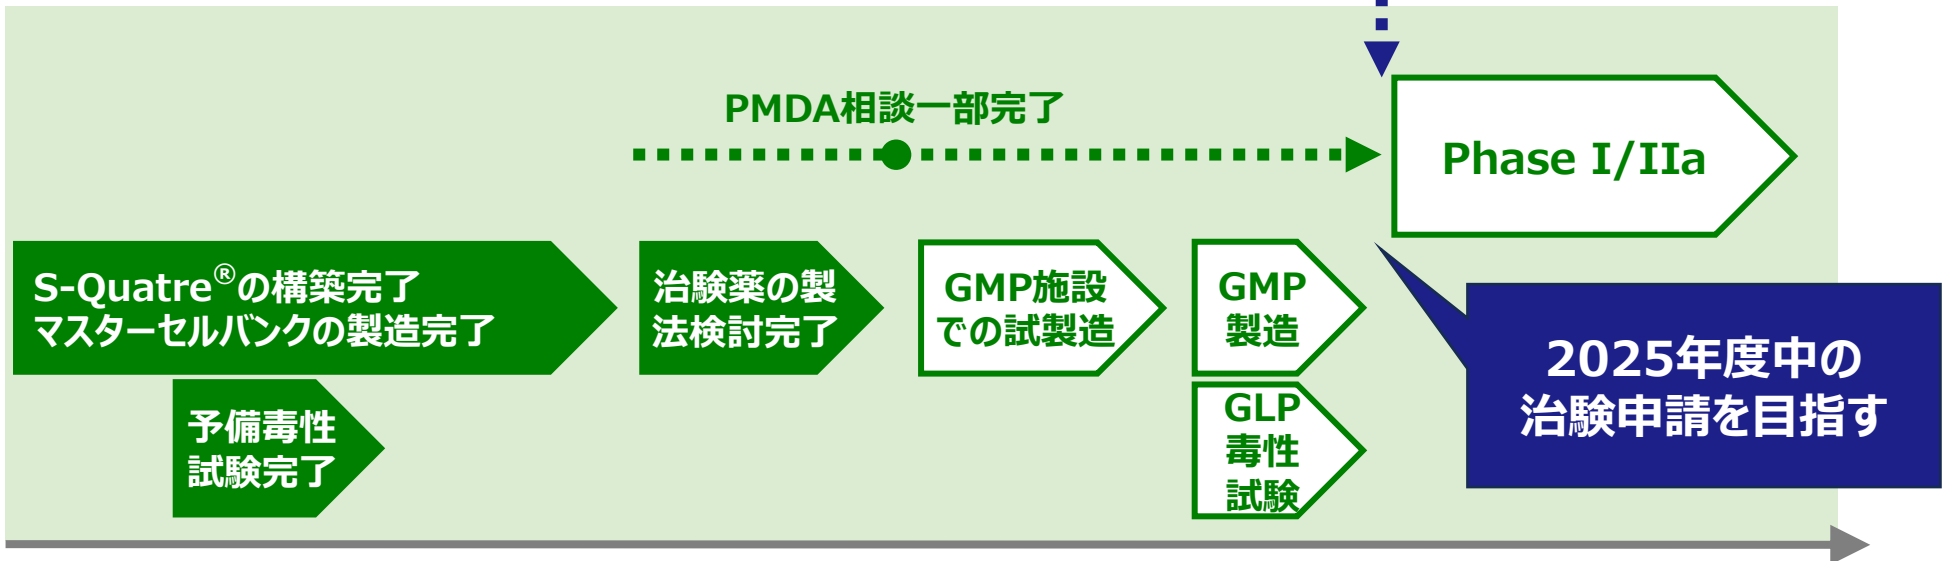 PMDA相談一部完了
Phase I/IIa
S-Quatre®の構築完了
マスターセルバンクの製造完了
治験薬の製
法検討完了
GMP施設
での試製造
GMP
製造
2025年度中の
治験申請を目指す
予備毒性
試験完了
GLP
毒性
試験